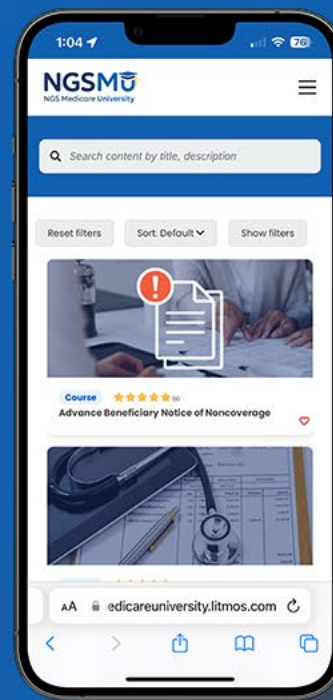 1:04
76
NGSMU
NGS Medicare University
Search content by title, description
Reset filters
Sort: Default
Show filters
!
Course
Advance Beneficiary Notice of Noncoverage
AA edicareuniversity.litmos.com